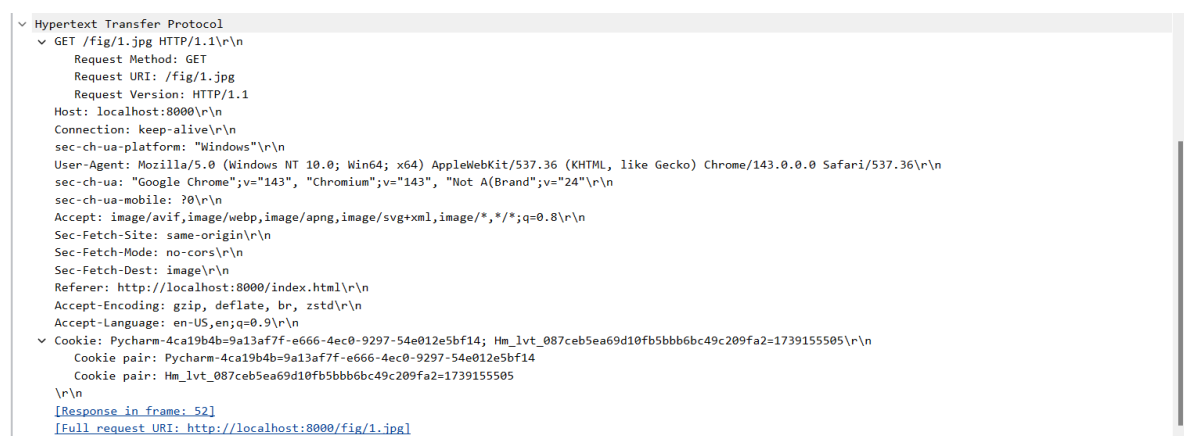 Hypertext Transfer Protocol
GET /fig/1.jpg HTTP/1.1\r\n
Request Method: GET
Request URI: /fig/1.jpg
Request Version: HTTP/1.1
Host: localhost:8000\r\n
Connection: keep-alive\r\n
sec-ch-ua-platform: "Windows"\r\n
User-Agent: Mozilla/5.0 (Windows NT 10.0; Win64; x64) AppleWebKit/537.36 (KHTML, like Gecko) Chrome/143.0.0.0 Safari/537.36\r\n
sec-ch-ua: "Google Chrome";v="143", "Chromium";v="143", "Not A(Brand";v="24"\r\n
sec-ch-ua-mobile: ?0\r\n
Accept: image/avif,image/webp,image/apng,image/svg+xml,image/*,*/*;q=0.8\r\n
Sec-Fetch-Site: same-origin\r\n
Sec-Fetch-Mode: no-cors\r\n
Sec-Fetch-Dest: image\r\n
Referer: http://localhost:8000/index.html\r\n
Accept-Encoding: gzip, deflate, br, zstd\r\n
Accept-Language: en-US,en;q=0.9\r\n
Cookie: Pycharm-4ca19b4b=9a13af7f-e666-4ec0-9297-54e012e5bf14; Hm_lvt_087ceb5ea69d10fb5bbb6bc49c209fa2=1739155505\r\n
Cookie pair: Pycharm-4ca19b4b=9a13af7f-e666-4ec0-9297-54e012e5bf14
Cookie pair: Hm_lvt_087ceb5ea69d10fb5bbb6bc49c209fa2=1739155505
\r\n
[Response in frame: 52]
[Full request URI: http://localhost:8000/fig/1.jpg]